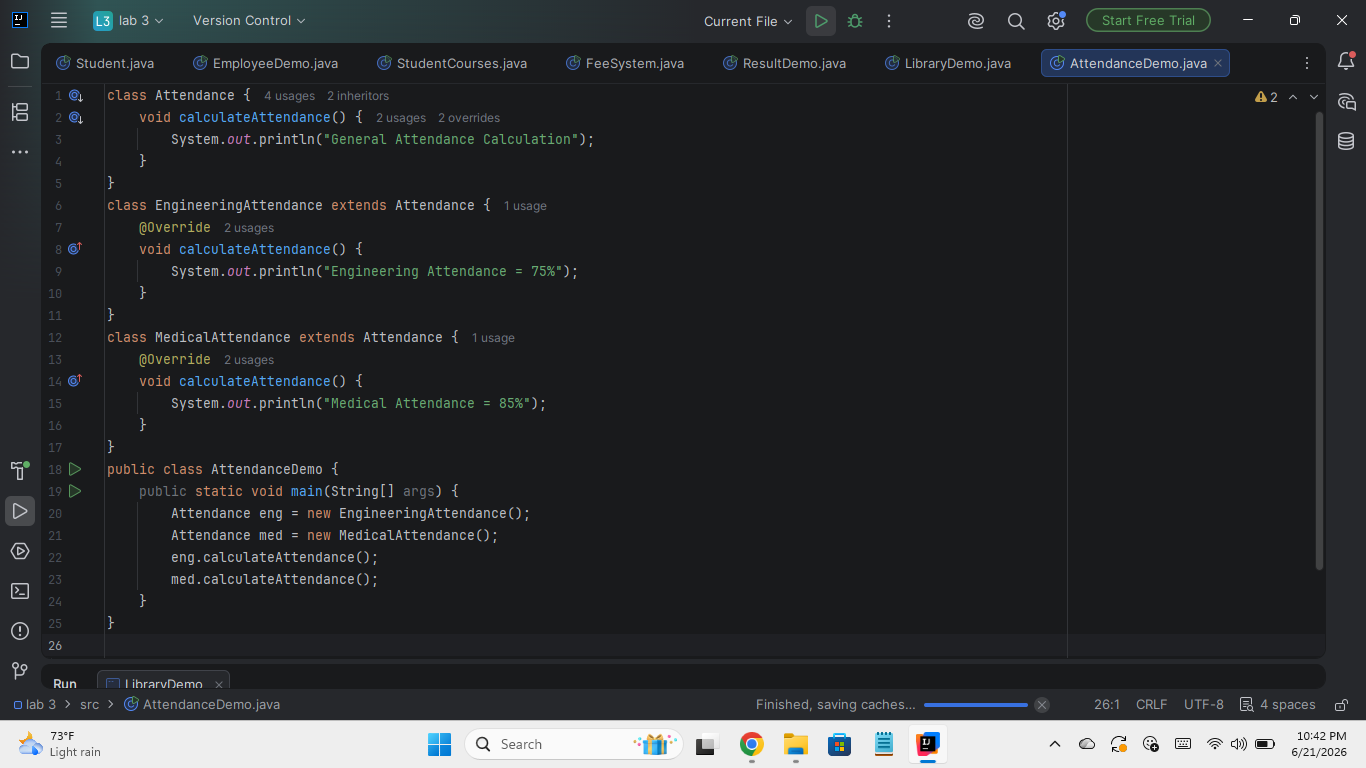 L3 lab 3 Version Control Current File Start Free Trial
Student.java EmployeeDemo.java StudentCourses.java FeeSystem.java ResultDemo.java LibraryDemo.java AttendanceDemo.java
1 class Attendance { 4 usages 2 inheritors 2
2 void calculateAttendance() { 2 usages 2 overrides
3 System.out.println("General Attendance Calculation");
4 }
5 }
6 class EngineeringAttendance extends Attendance { 1 usage
7 @Override 2 usages
8 void calculateAttendance() {
9 System.out.println("Engineering Attendance = 75%");
10 }
11 }
12 class MedicalAttendance extends Attendance { 1 usage
13 @Override 2 usages
14 void calculateAttendance() {
15 System.out.println("Medical Attendance = 85%");
16 }
17 }
18 public class AttendanceDemo {
19 public static void main(String[] args) {
20 Attendance eng = new EngineeringAttendance();
21 Attendance med = new MedicalAttendance();
22 eng.calculateAttendance();
23 med.calculateAttendance();
24 }
25 }
26
Run LibraryDemo
lab 3 > src > AttendanceDemo.java Finished, saving caches... 26:1 CRLF UTF-8 4 spaces
73°F
Light rain
Search
10:42 PM
6/21/2026